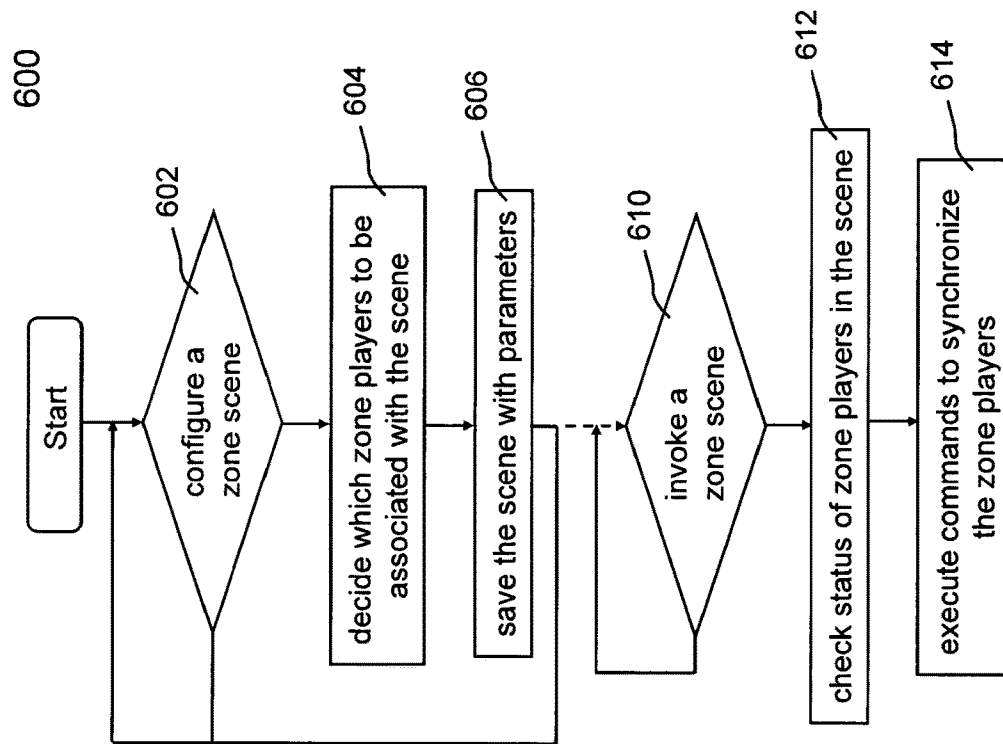 600
Start
602
configure a
zone scene
604
decide which zone players to be
associated with the scene
606
save the scene with parameters
610
invoke a
zone scene
612
check status of zone players in the scene
614
execute commands to synchronize
the zone players